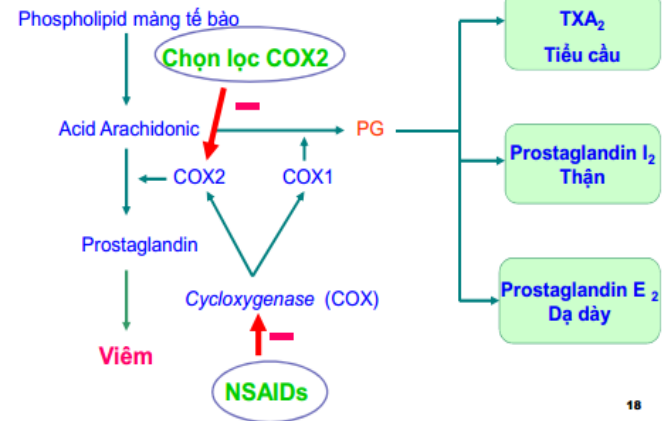 Phospholipid màng tế bào
Chọn lọc COX2
TXA₂
Tiểu cầu
Acid Arachidonic
PG
COX2
COX1
Prostaglandin I₂
Thận
Prostaglandin
Cycloxygenase (COX)
Prostaglandin E ₂
Dạ dày
Viêm
NSAIDs
18